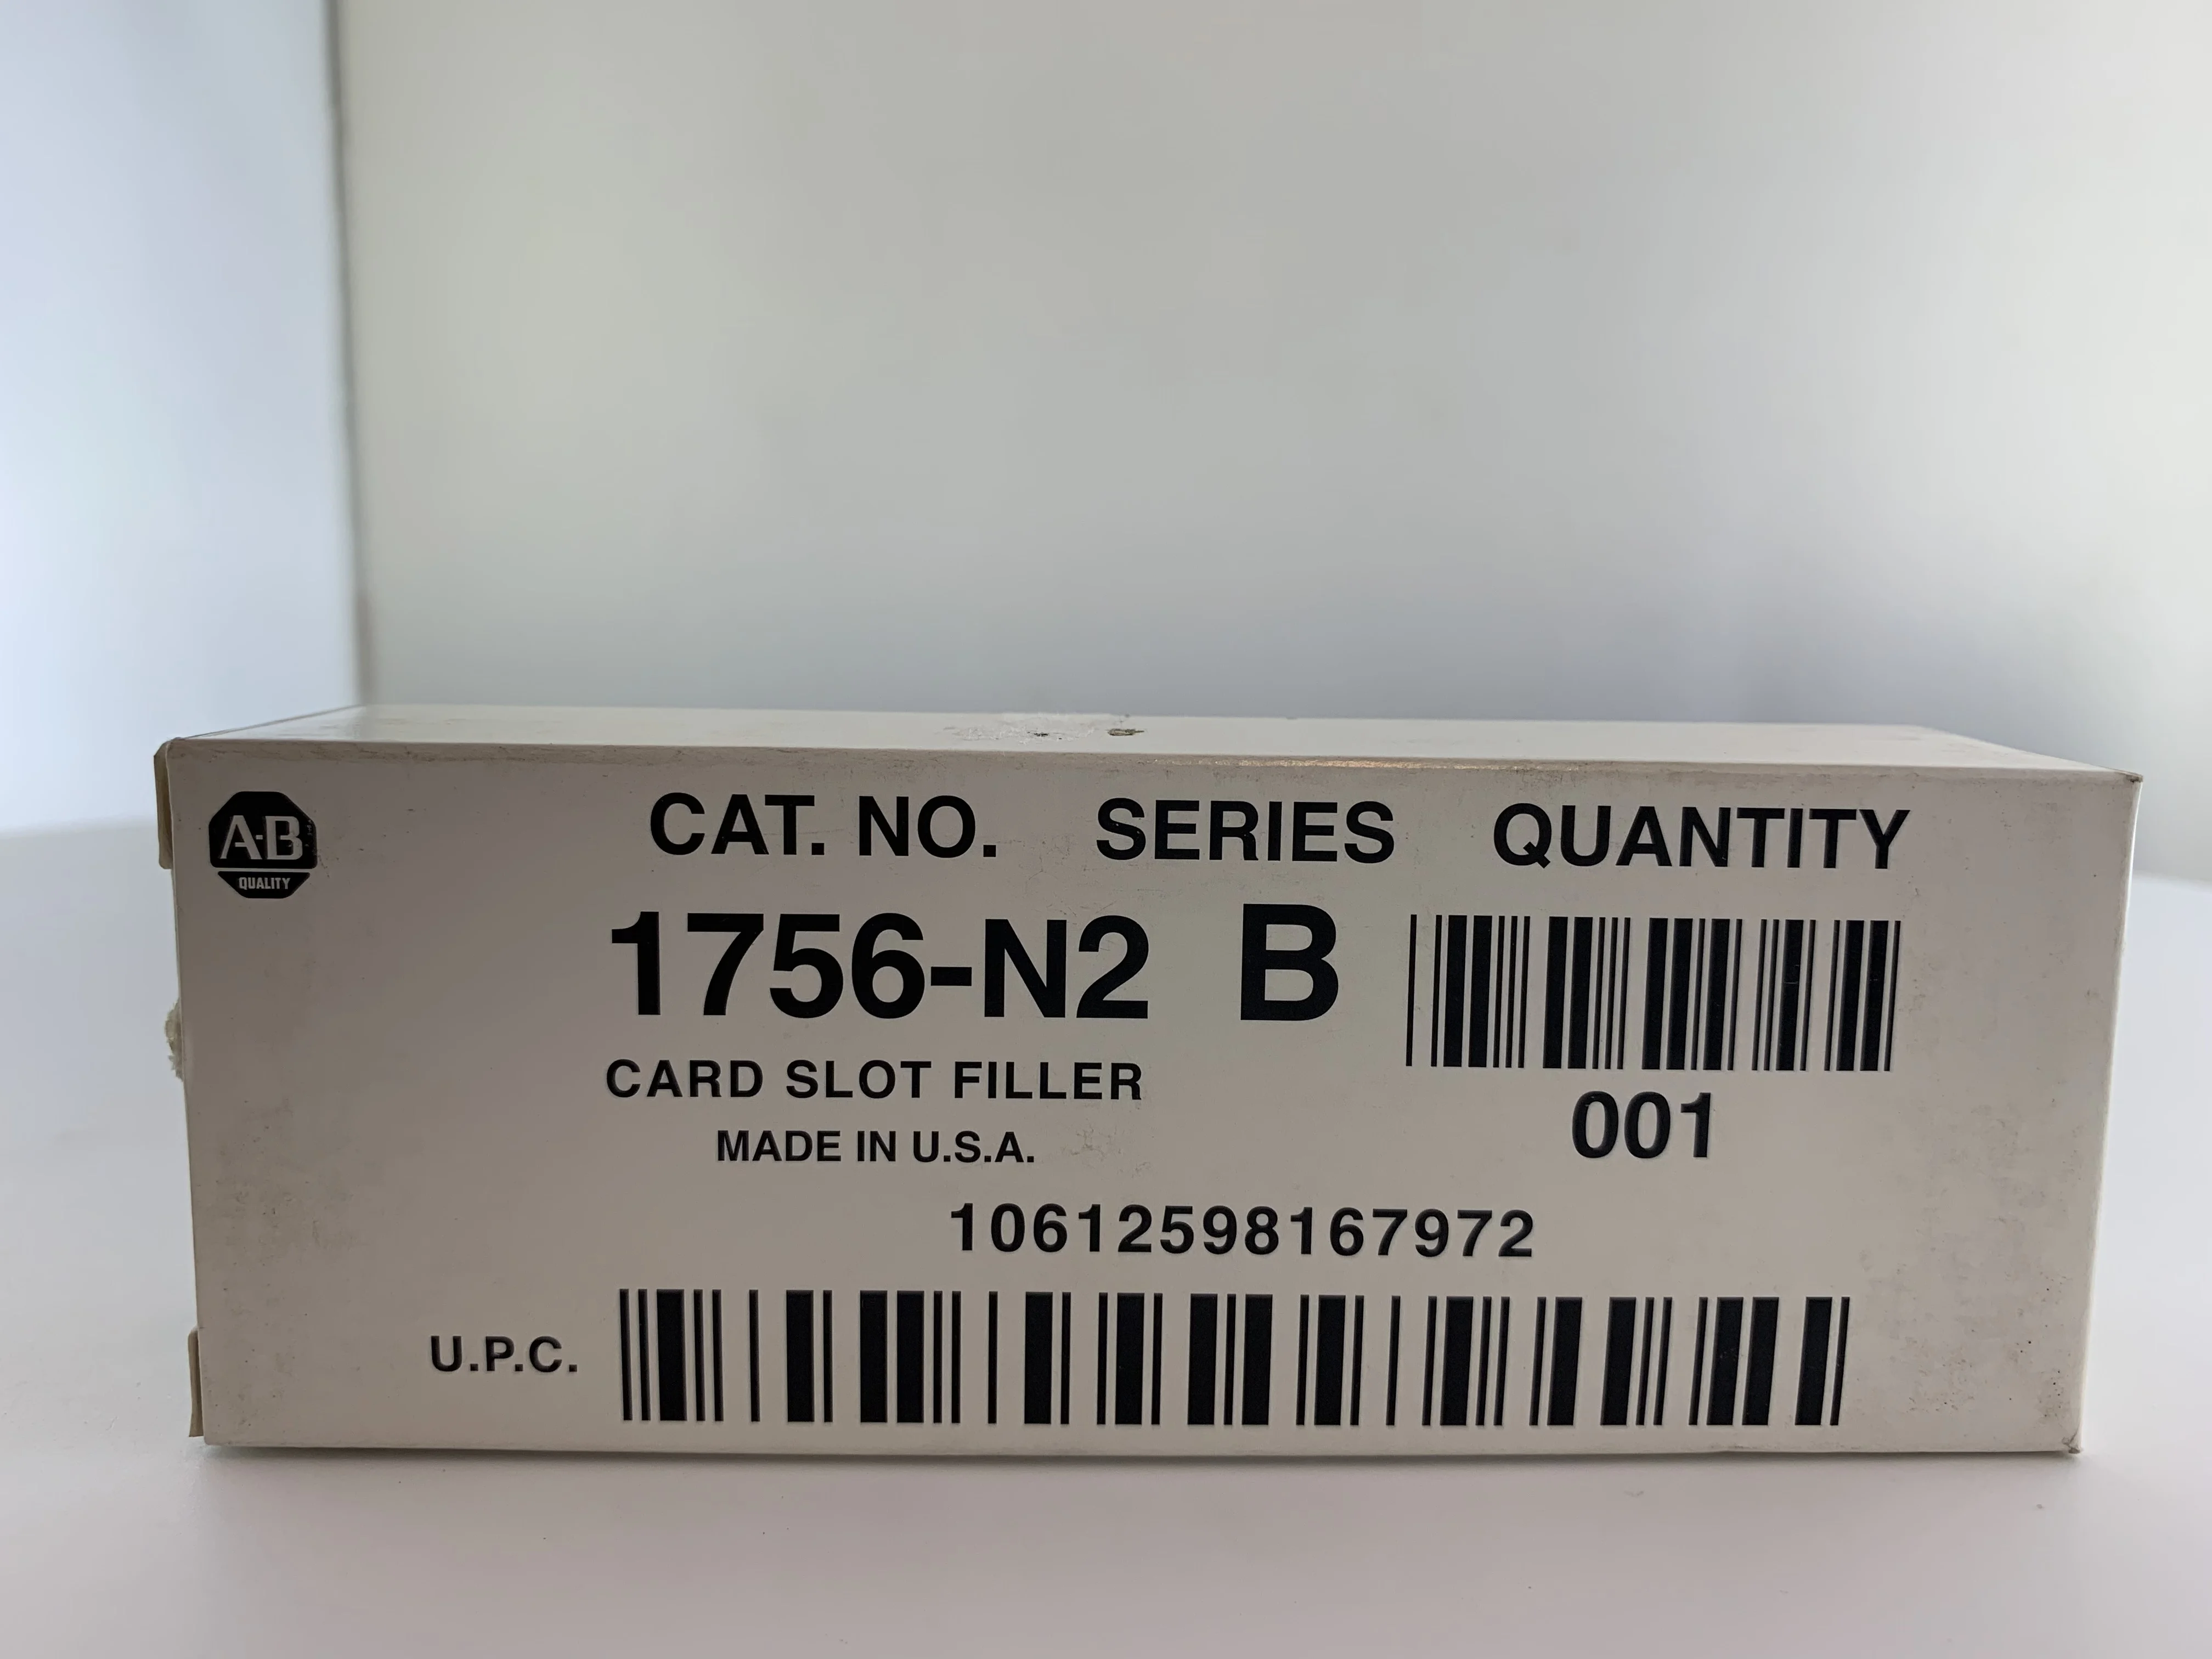 A-B
QUALITY
CAT. NO. SERIES QUANTITY
1756-N2 B
CARD SLOT FILLER
MADE IN U.S.A.
001
10612598167972
U.P.C.